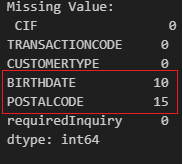 Missing Value:
CIF 0
TRANSACTIONCODE 0
CUSTOMERTYPE 0
BIRTHDATE 10
POSTALCODE 15
requiredInquiry 0
dtype: int64